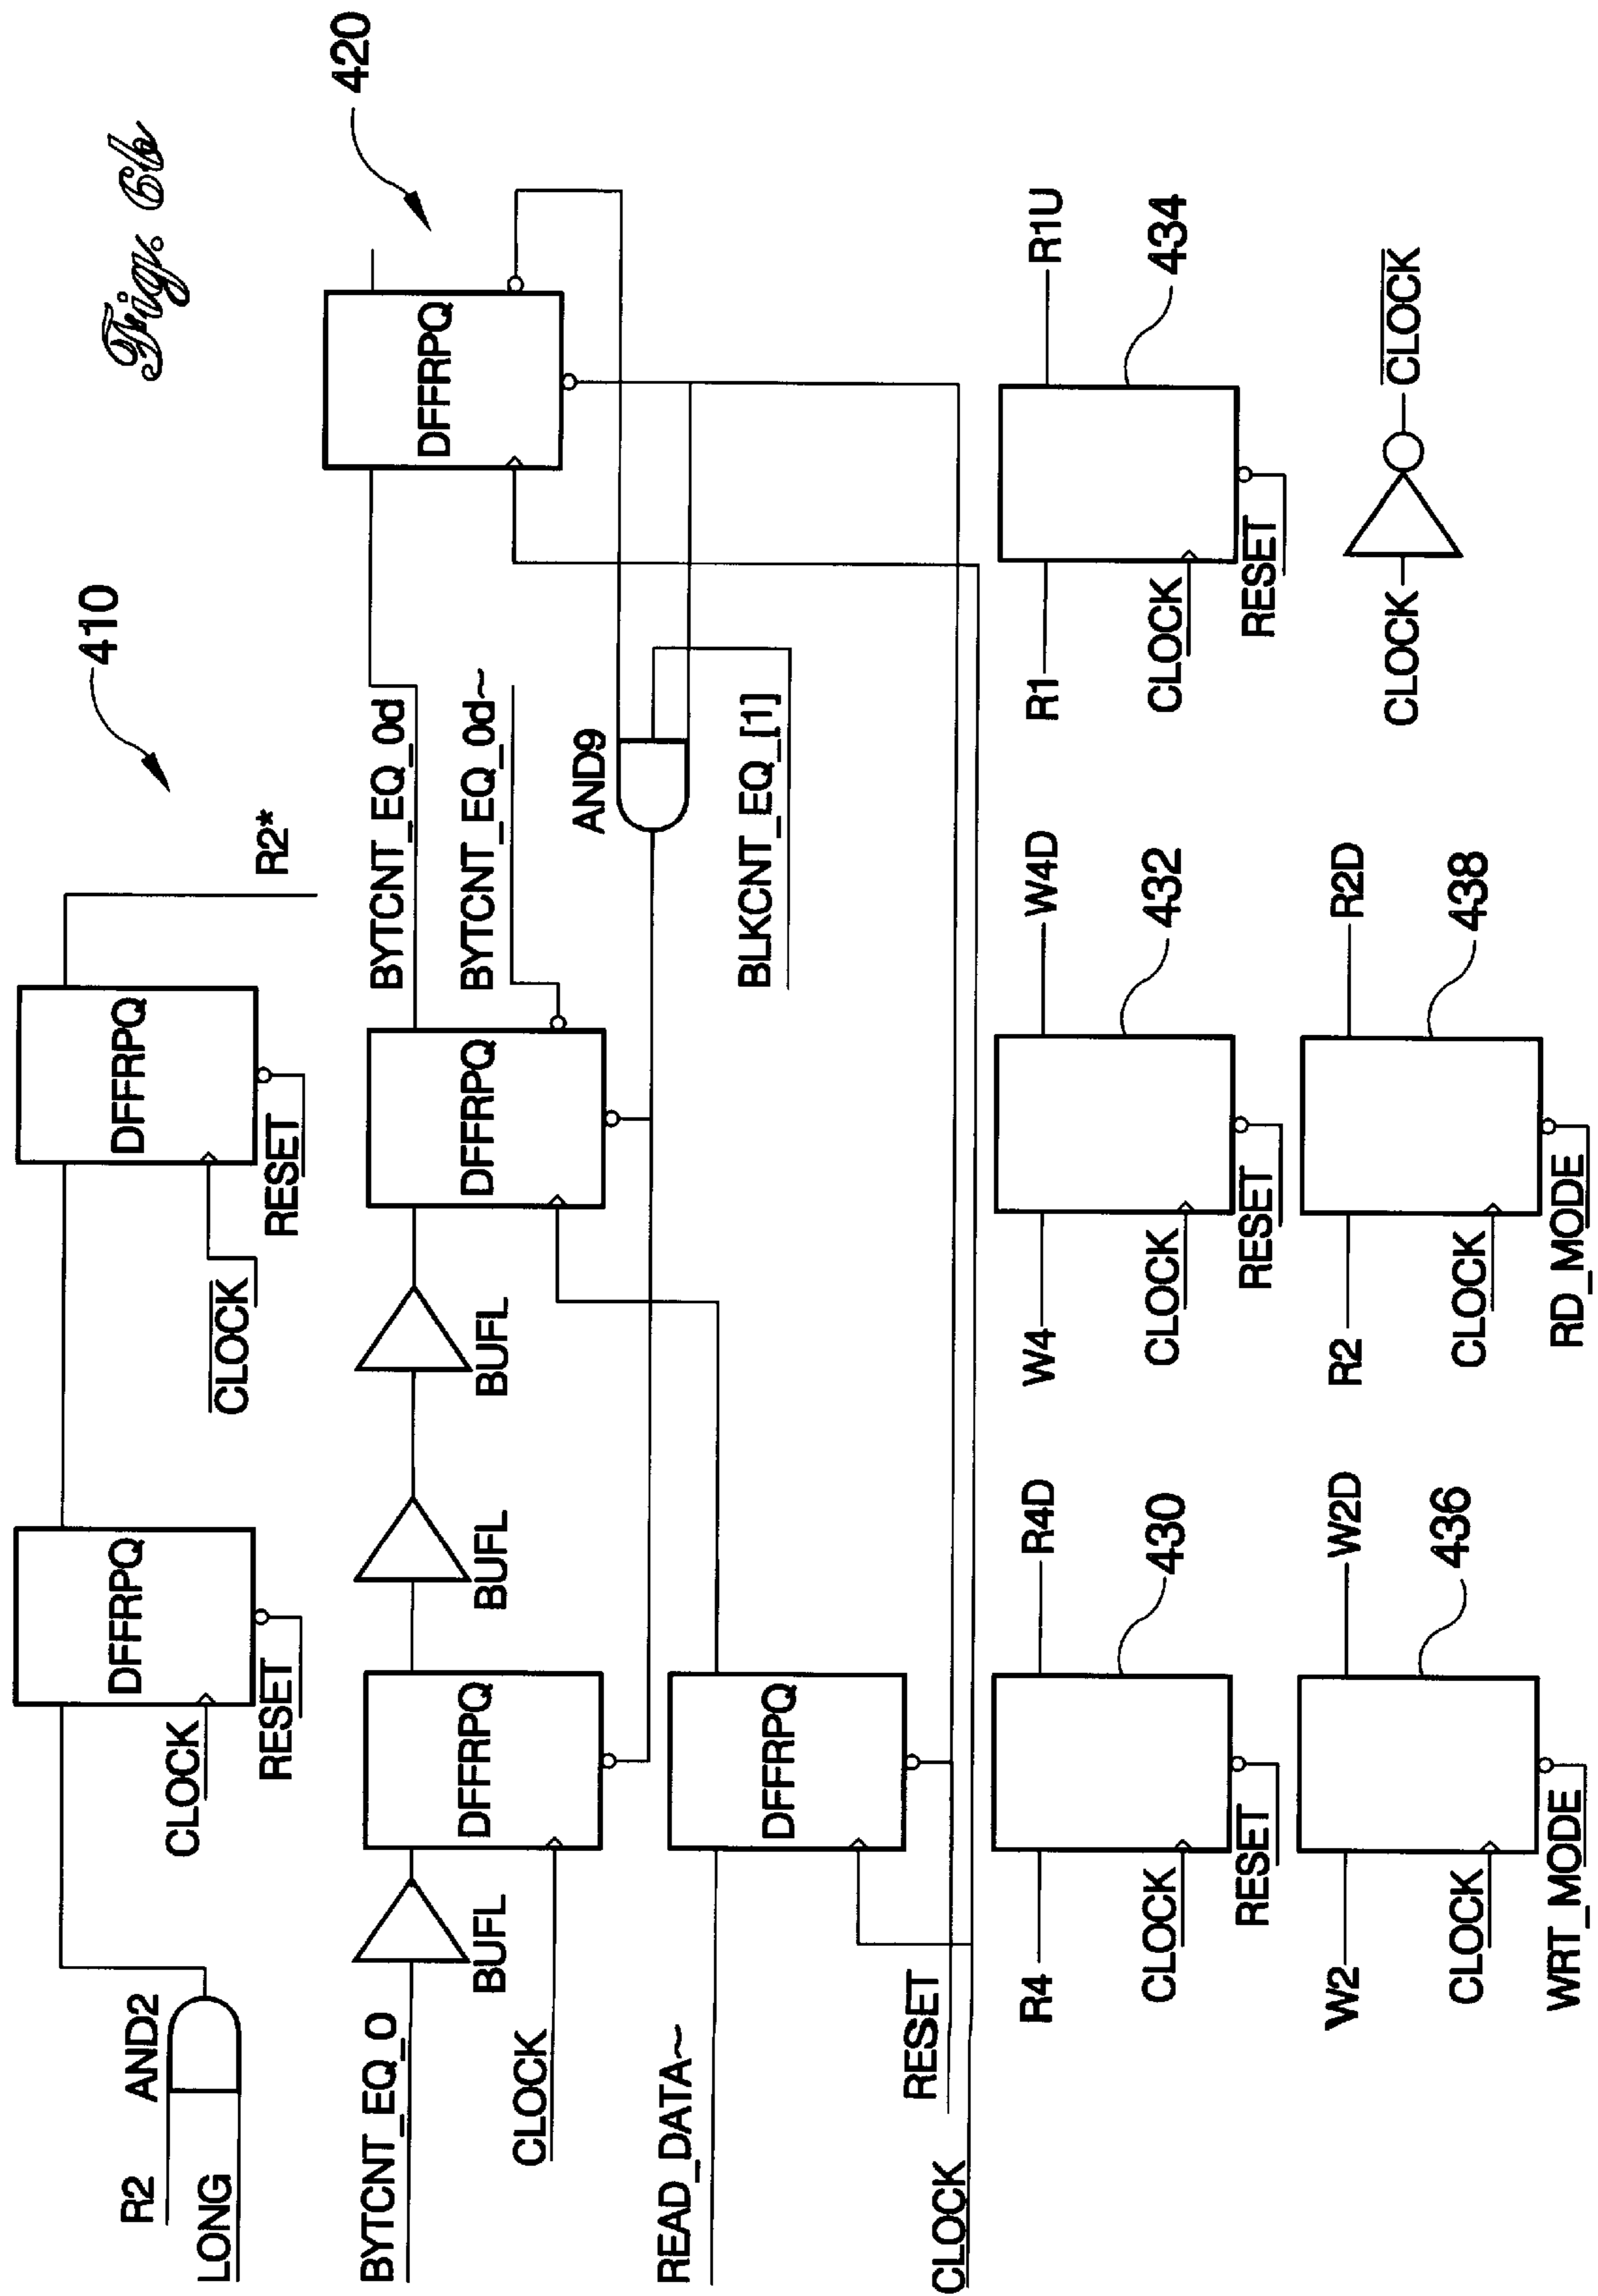 Fig. 6b
410
R2
LONG
AND2
CLOCK
RESET
DFFRPQ
CLOCK
RESET
DFFRPQ
R2*
420
BYTCNT_EQ_0
BUFL
CLOCK
DFFRPQ
BUFL
BUFL
DFFRPQ
BYTCNT_EQ_0d
BYTCNT_EQ_0d~
DFFRPQ
AND9
BLKCNT_EQ_[1]
READ_DATA~
DFFRPQ
RESET
CLOCK
R4
CLOCK
RESET
R4D
430
W4
CLOCK
RESET
W4D
432
R1
CLOCK
RESET
R1U
434
W2
CLOCK
WRT_MODE
W2D
436
R2
CLOCK
RD_MODE
R2D
438
CLOCK
CLOCK